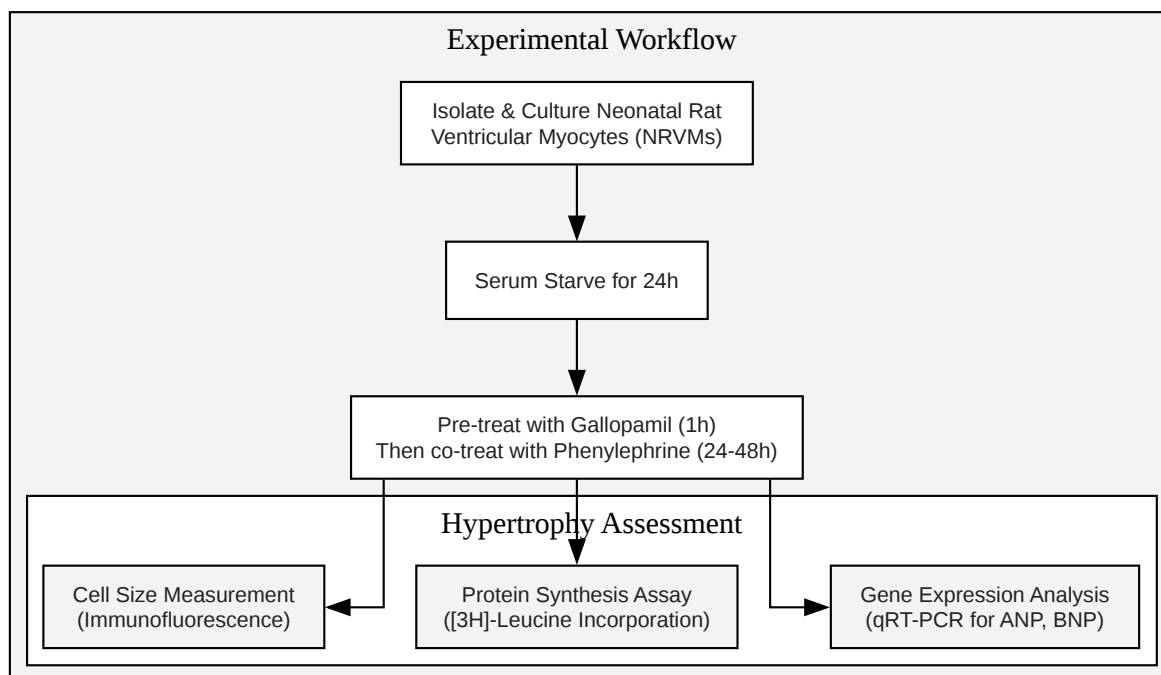 Experimental Workflow
Isolate & Culture Neonatal Rat
Ventricular Myocytes (NRVMs)
Serum Starve for 24h
Pre-treat with Gallopamil (1h)
Then co-treat with Phenylephrine (24-48h)
Hypertrophy Assessment
Cell Size Measurement
(Immunofluorescence)
Protein Synthesis Assay
([3H]-Leucine Incorporation)
Gene Expression Analysis
(qRT-PCR for ANP, BNP)